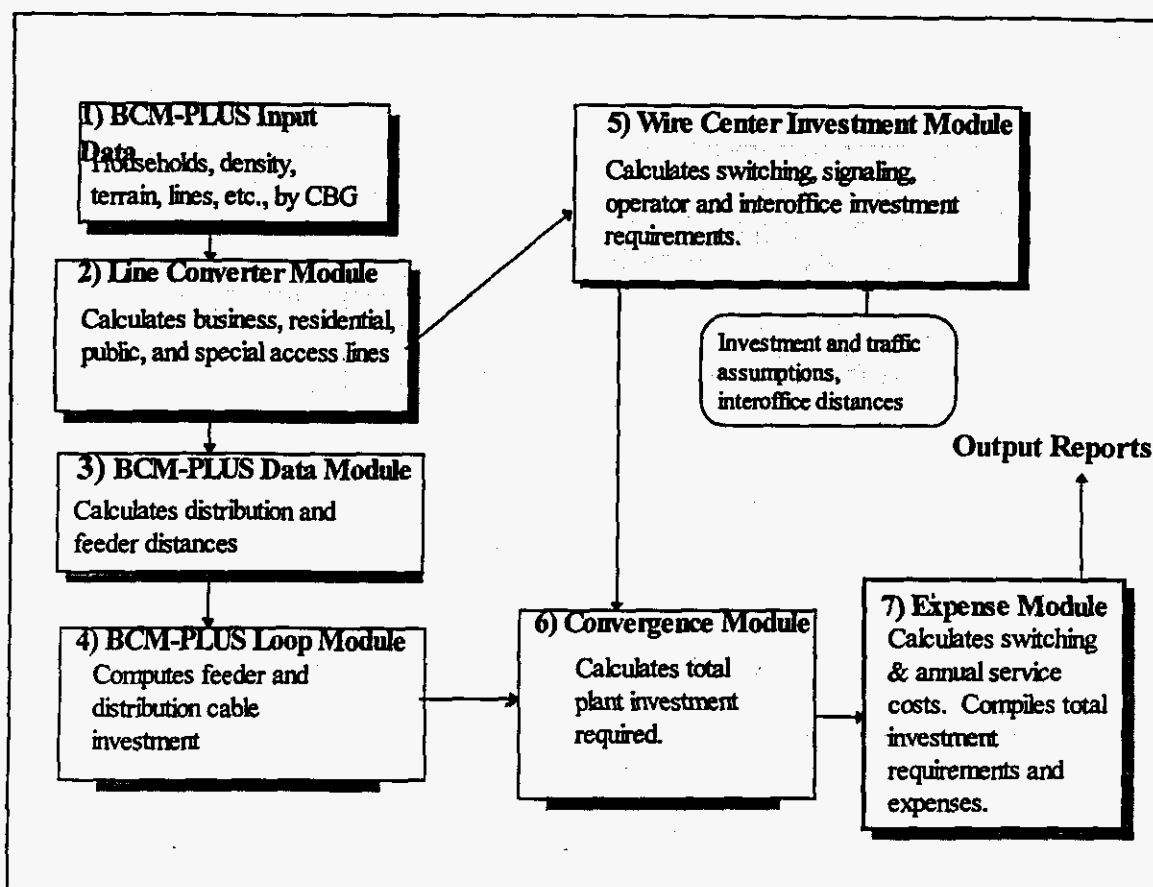 1) BCM-PLUS Input
Data
Households, density,
terrain, lines, etc., by CBG
2) Line Converter Module
Calculates business, residential,
public, and special access lines
3) BCM-PLUS Data Module
Calculates distribution and
feeder distances
4) BCM-PLUS Loop Module
Computes feeder and
distribution cable
investment
5) Wire Center Investment Module
Calculates switching, signaling,
operator and interoffice investment
requirements.
Investment and traffic
assumptions,
interoffice distances
6) Convergence Module
Calculates total
plant investment
required.
Output Reports
7) Expense Module
Calculates switching
& annual service
costs. Compiles total
investment
requirements and
expenses.